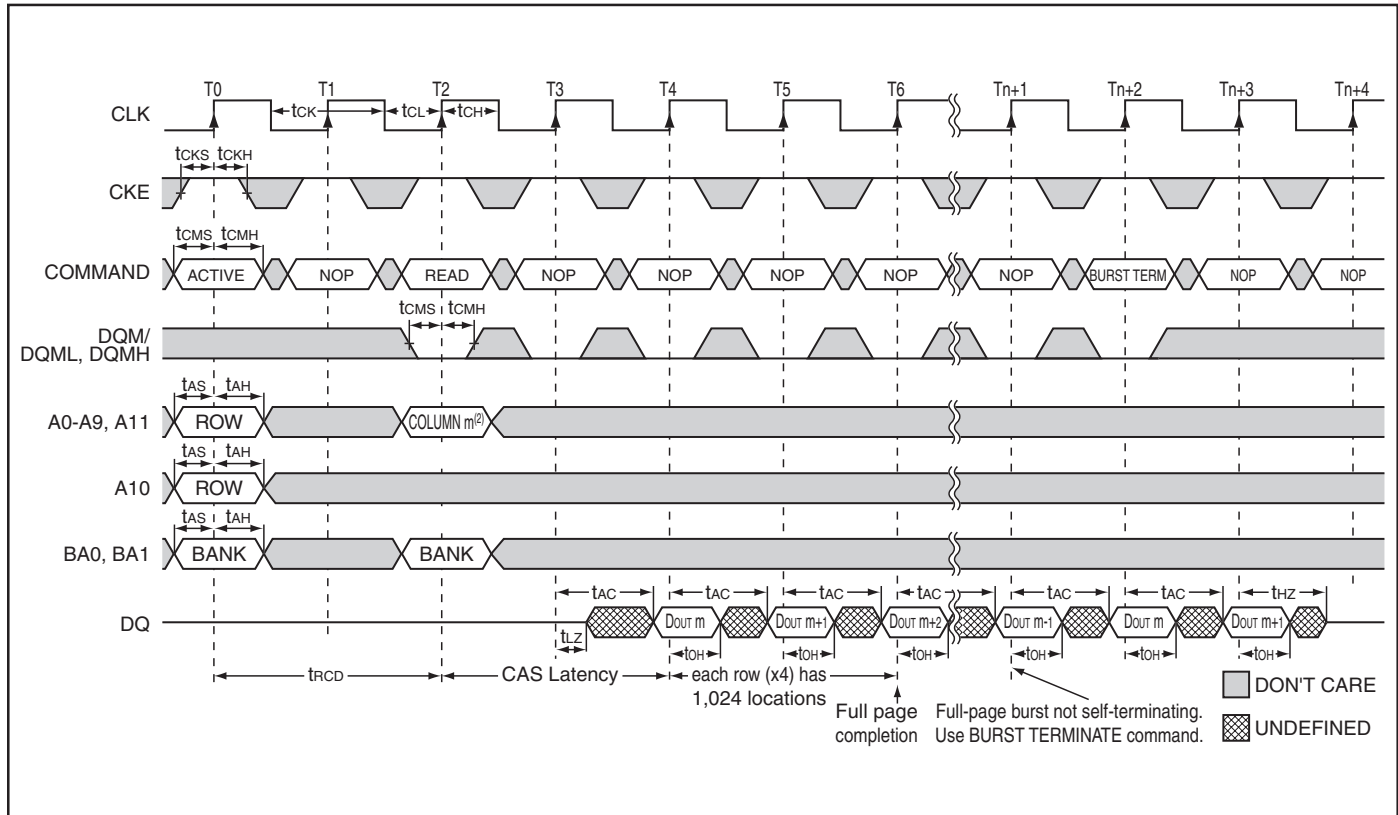 T0 T1 T2 T3 T4 T5 T6 Tn+1 Tn+2 Tn+3 Tn+4
CLK tCK tCL tCH
tCKS tCKH
CKE
tCMS tCMH
COMMAND ACTIVE NOP READ NOP NOP NOP NOP NOP BURST TERM NOP NOP
tCMS tCMH
DQM/
DQML, DQMH
tAS tAH
A0-A9, A11 ROW COLUMN m(2)
tAS tAH
A10 ROW
tAS tAH
BA0, BA1 BANK BANK
tAC tAC tAC tAC tAC tAC tHZ
DQ DOUT m DOUT m+1 DOUT m+2 DOUT m-1 DOUT m DOUT m+1
tLZ tOH tOH tOH tOH tOH tOH
tRCD CAS Latency each row (x4) has
1,024 locations
Full page
completion
Full-page burst not self-terminating.
Use BURST TERMINATE command.
DON'T CARE
UNDEFINED